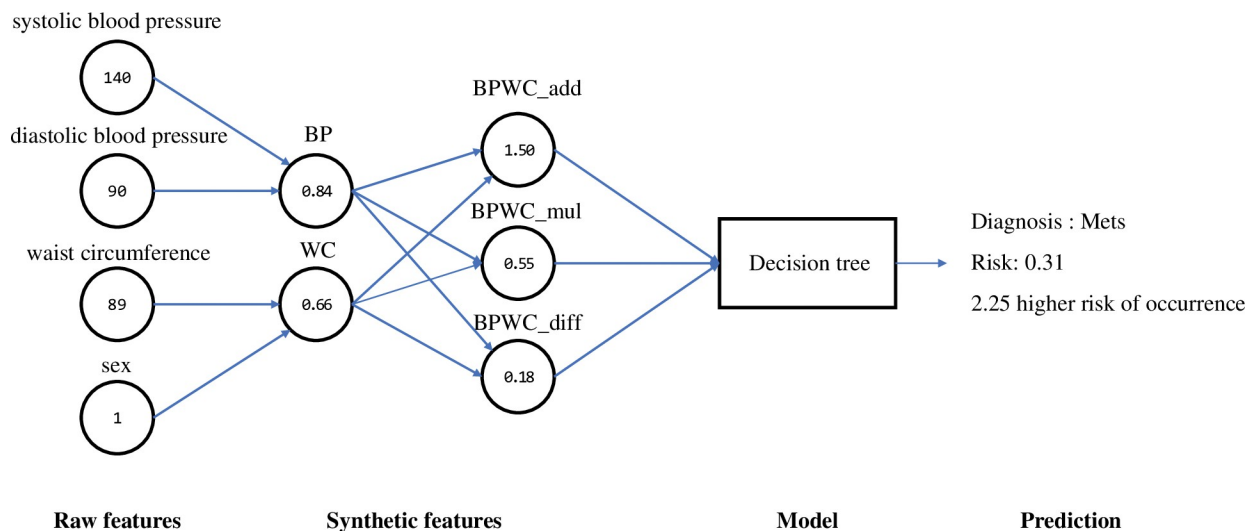 systolic blood pressure
140
diastolic blood pressure
90
waist circumference
89
sex
1
BP
0.84
WC
0.66
BPWC_add
1.50
BPWC_mul
0.55
BPWC_diff
0.18
Decision tree
Diagnosis : Mets
Risk: 0.31
2.25 higher risk of occurrence
Raw features
Synthetic features
Model
Prediction